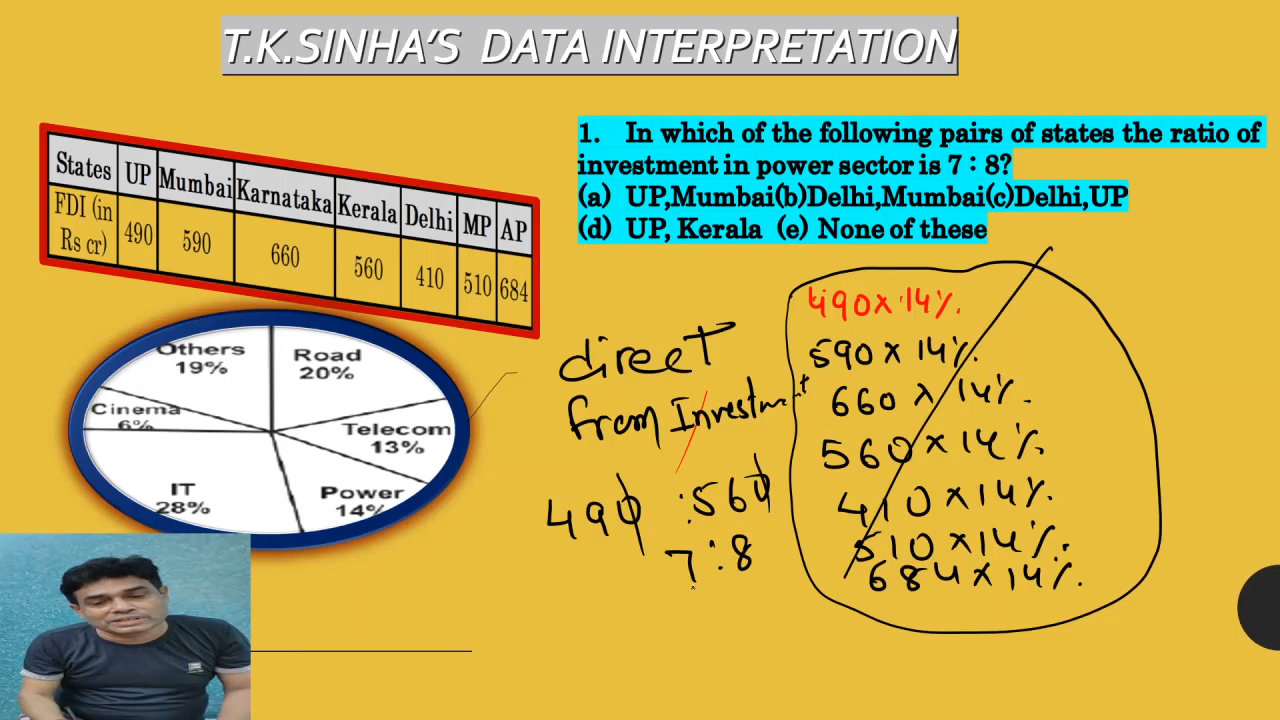 T.K.SINHA'S DATA INTERPRETATION
States UP Mumbai Karnataka Kerala Delhi MP AP
FDI (in Rs cr) 490 590 660 560 410 510 684
1. In which of the following pairs of states the ratio of
investment in power sector is 7 : 8?
(a) UP,Mumbai(b)Delhi,Mumbai(c)Delhi,UP
(d) UP, Kerala (e) None of these
Others
19%
Road
20%
Cinema
6%
Telecom
13%
IT
28%
Power
14%
direct
from Investment
490 : 560
7 : 8
490 x 14%.
590 x 14%.
660 x 14%.
560 x 14%.
410 x 14%.
510 x 14%.
684 x 14%.